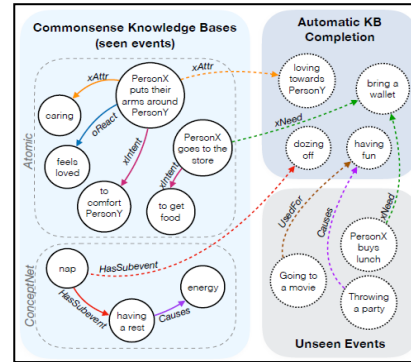 Commonsense Knowledge Bases
(seen events)
Automatic KB
Completion
Atomic
xAttr
PersonX
puts their
arms around
PersonY
xAttr
loving
towards
PersonY
bring a
wallet
caring
oReact
feels
loved
xIntent
PersonX
goes to the
store
xNeed
dozing
off
having
fun
to
comfort
PersonY
xIntent
to get
food
UsedFor
Causes
xNeed
PersonX
buys
lunch
ConceptNet
nap
HasSubevent
energy
Going to
a movie
HasSubevent
having
a rest
Causes
Throwing
a party
Unseen Events